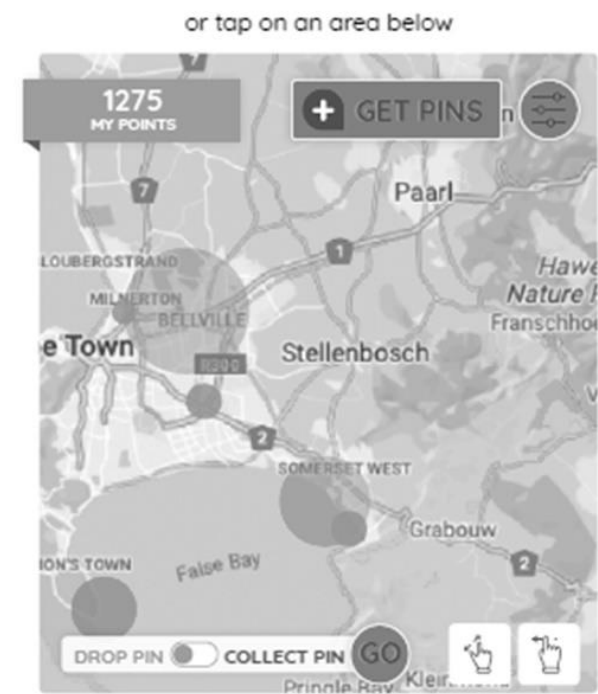 or tap on an area below
7
1275
MY POINTS
+ GET PINS
n
7
Paarl
1
LOUBERGSTRAND
Hawe
MILNERTON
Nature
BELLVILLE
Franschhoe
e Town
Stellenbosch
R300
2
SOMERSET WEST
Grabouw
ION'S TOWN
False Bay
2
DROP PIN
COLLECT PIN
GO
Pringle Bay